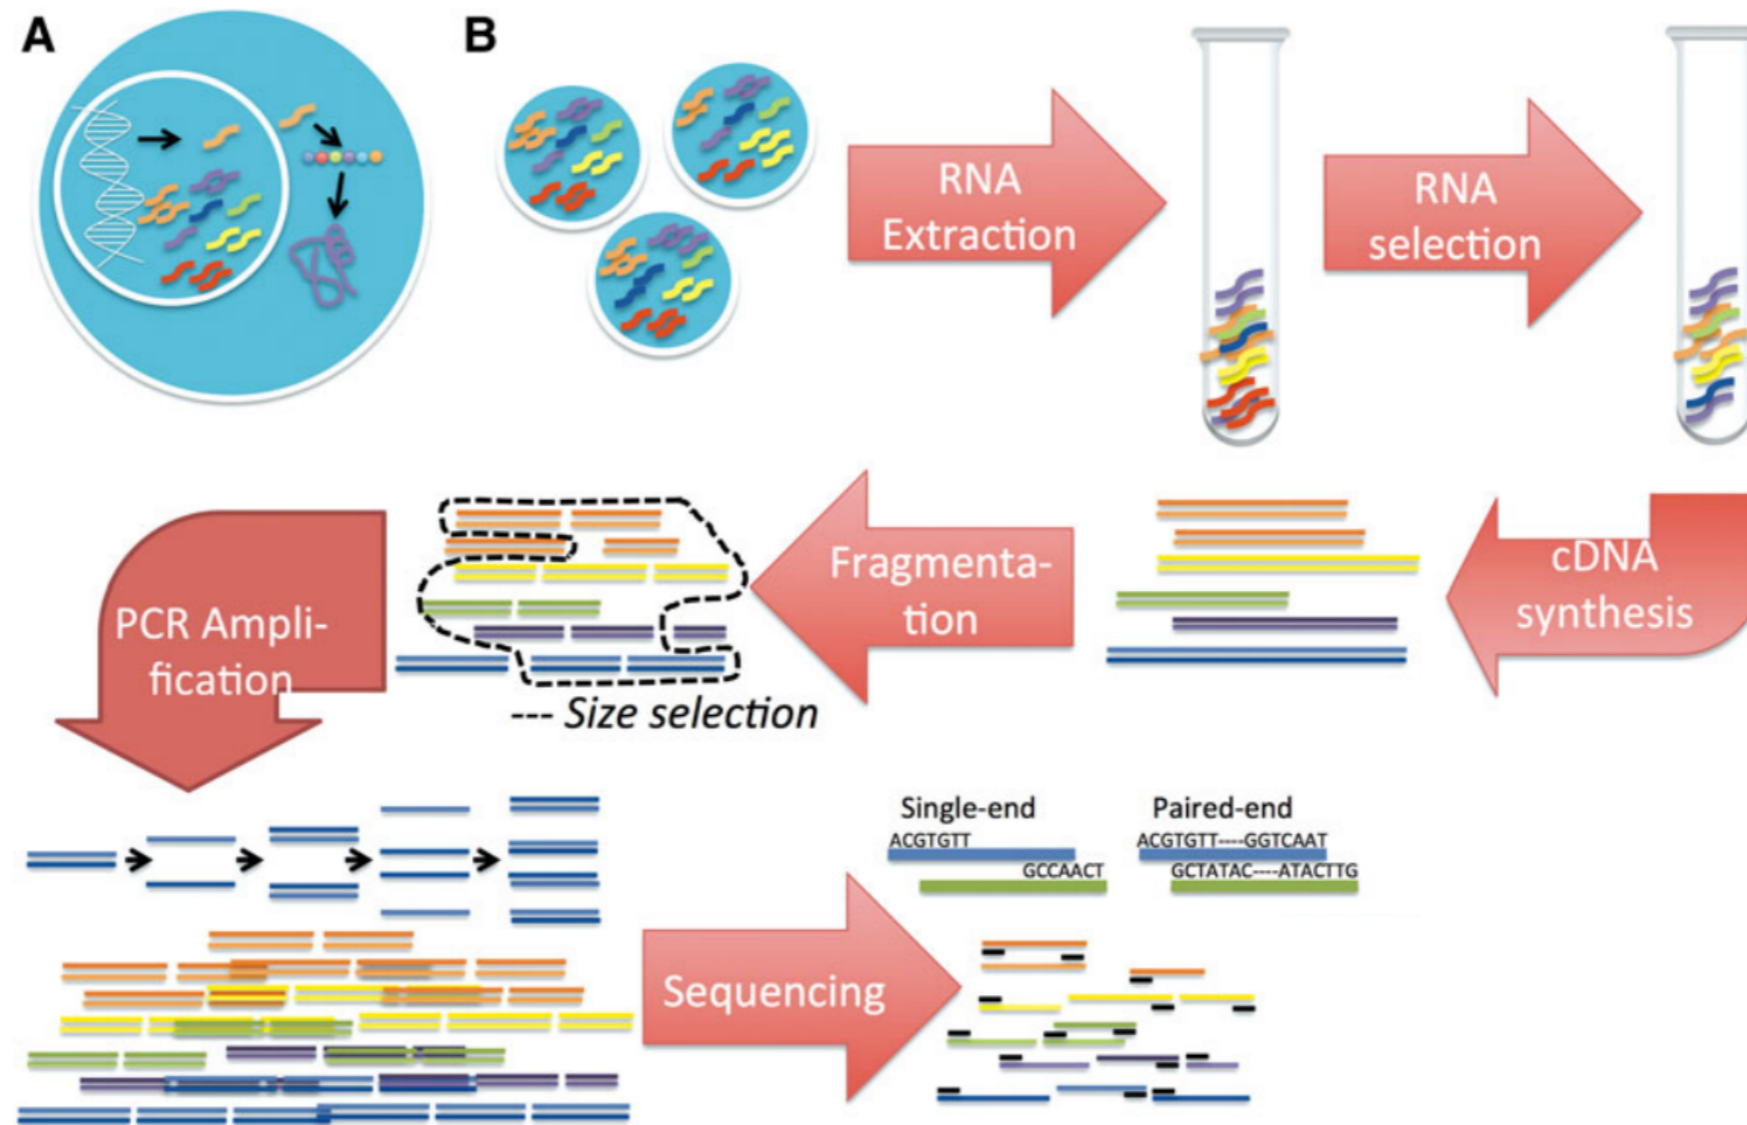 A
B
RNA
Extraction
RNA
selection
cDNA
synthesis
Fragmenta-
tion
--- Size selection
PCR Ampli-
fication
Sequencing
Single-end
ACGTGTT
GCCAACT
Paired-end
ACGTGTT----GGTCAAT
GCTATAC----ATACTTG